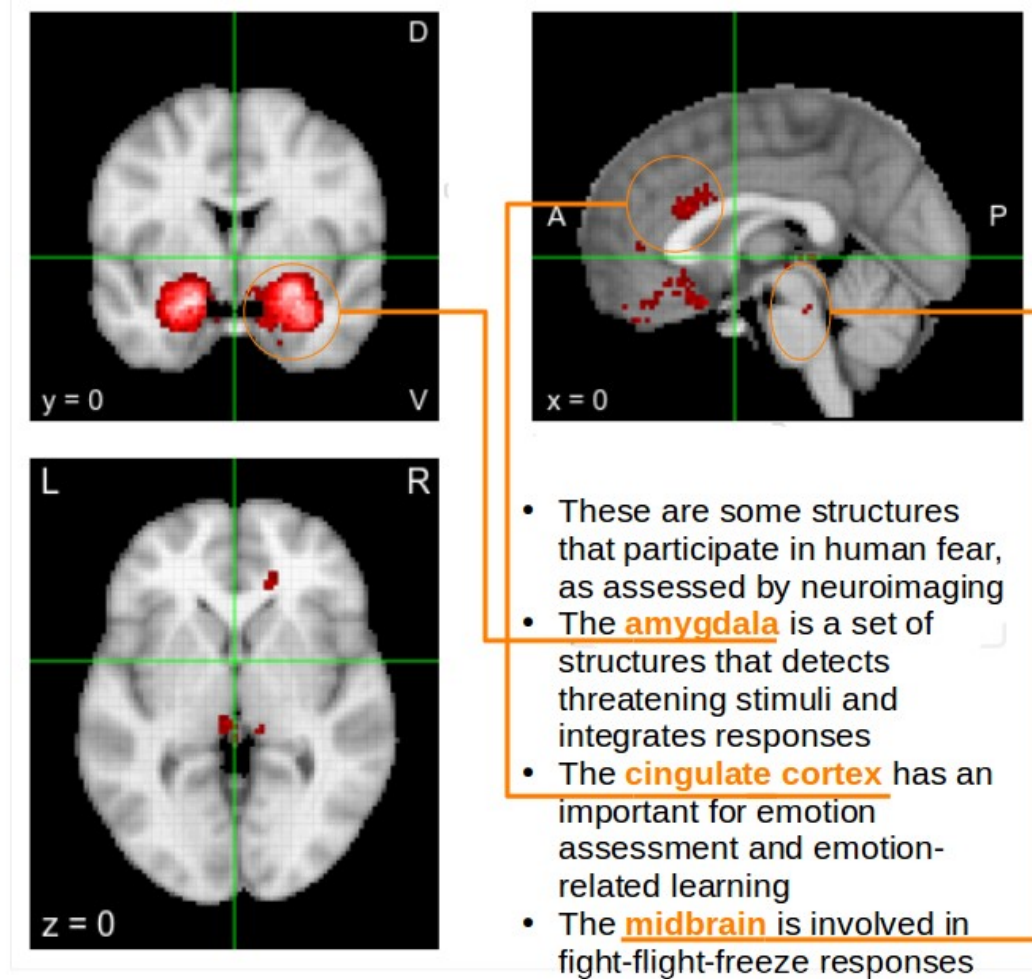 D
y = 0
V
A
P
x = 0
L
R
z = 0
• These are some structures
that participate in human fear,
as assessed by neuroimaging
• The amygdala is a set of
structures that detects
threatening stimuli and
integrates responses
• The cingulate cortex has an
important for emotion
assessment and emotion-
related learning
• The midbrain is involved in
fight-flight-freeze responses